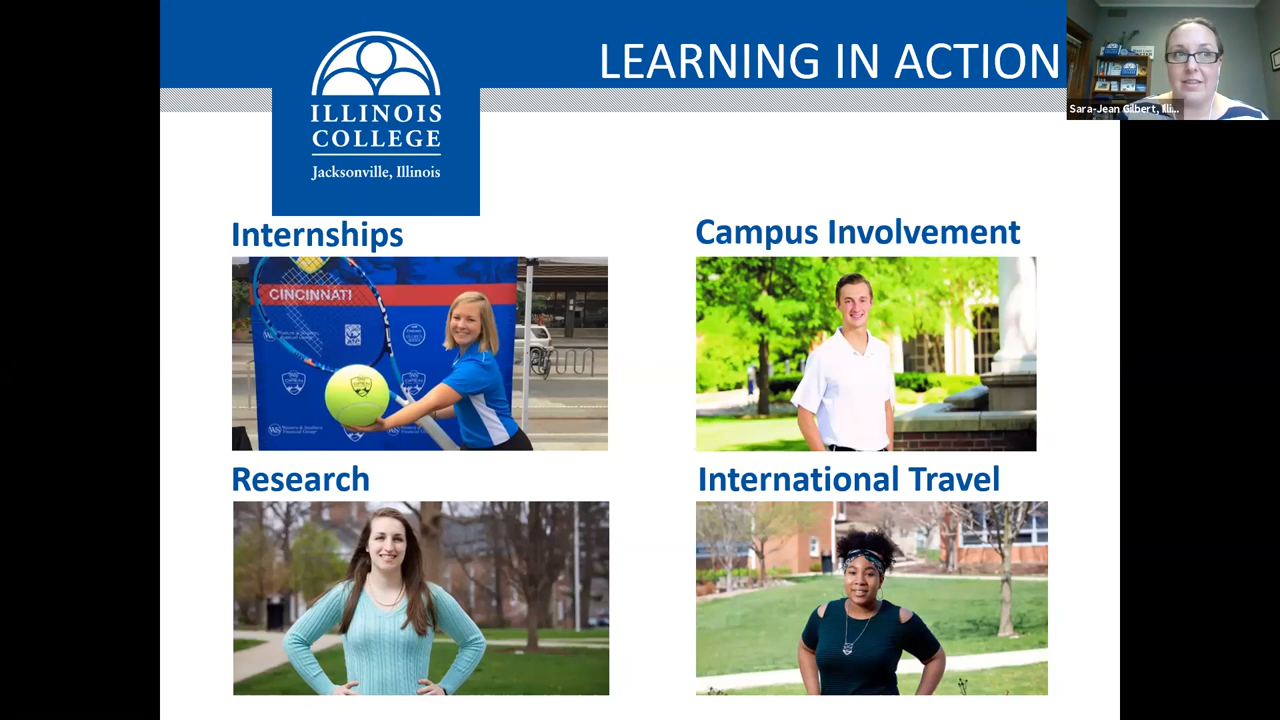 LEARNING IN ACTION
Sara-Jean Gilbert, Illi...
ILLINOIS
COLLEGE
Jacksonville, Illinois
Internships
Campus Involvement
CINCINNATI
Research
International Travel